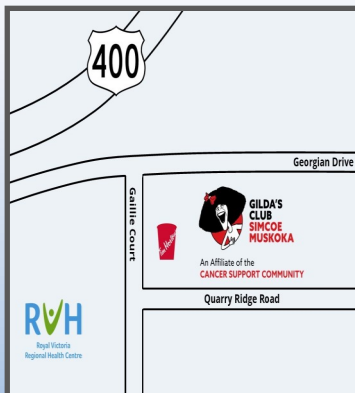 400
Georgian Drive
Gallie Court
Tim Hortons
GILDA'S
CLUB
SIMCOE
MUSKOKA
An Affiliate of the
CANCER SUPPORT COMMUNITY
Quarry Ridge Road
RVH
Royal Victoria
Regional Health Centre